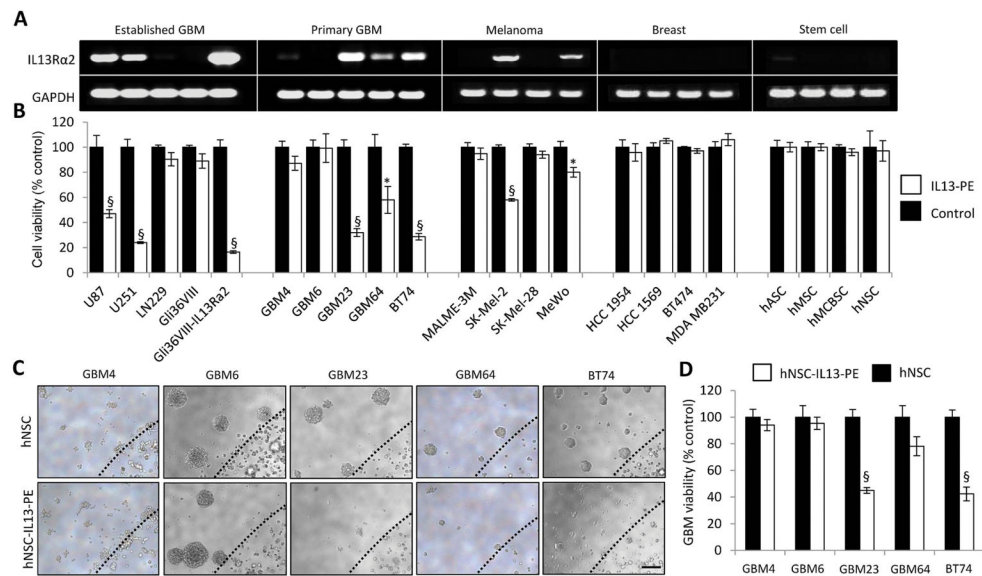 A
Established GBM Primary GBM Melanoma Breast Stem cell
IL13Rα2
GAPDH
B
120
100
80
60
40
20
0
Cell viability (% control)
§ § § § * § § *
IL13-PE
Control
U87 U251 LN229 Gli36VIII Gli36VIII-IL13Ra2 GBM4 GBM6 GBM23 GBM64 BT74 MALME-3M SK-Mel-2 SK-Mel-28 MeWo HCC 1954 HCC 1569 BT474 MDA MB231 hASC hMSC hMCBSC hNSC
C
GBM4 GBM6 GBM23 GBM64 BT74
hNSC
hNSC-IL13-PE
D
hNSC-IL13-PE hNSC
120
100
80
60
40
20
0
GBM viability (% control)
§ §
GBM4 GBM6 GBM23 GBM64 BT74